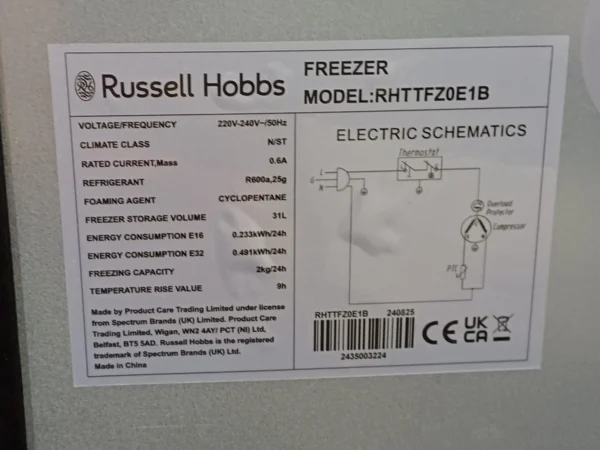 Russell Hobbs
FREEZER
MODEL:RHTTFZ0E1B
VOLTAGE/FREQUENCY 220V-240V~/50Hz
CLIMATE CLASS N/ST
RATED CURRENT,Mass 0.6A
REFRIGERANT R600a,25g
FOAMING AGENT CYCLOPENTANE
FREEZER STORAGE VOLUME 31L
ENERGY CONSUMPTION E16 0.233kWh/24h
ENERGY CONSUMPTION E32 0.491kWh/24h
FREEZING CAPACITY 2kg/24h
TEMPERATURE RISE VALUE 9h
Made by Product Care Trading Limited under license
from Spectrum Brands (UK) Limited. Product Care
Trading Limited, Wigan, WN2 4AY/ PCT (NI) Ltd,
Belfast, BT5 5AD. Russell Hobbs is the registered
trademark of Spectrum Brands (UK) Ltd.
Made in China
ELECTRIC SCHEMATICS
Thermostat
L
G
N
Overload
Protector
Compressor
PTC
RHTTFZ0E1B 240825
2435003224
CE UK
CA